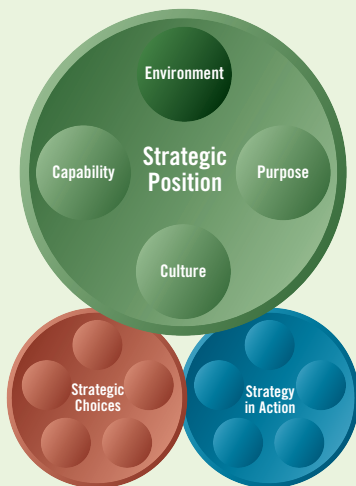 Environment
Capability
Strategic
Position
Purpose
Culture
Strategic
Choices
Strategy
in Action